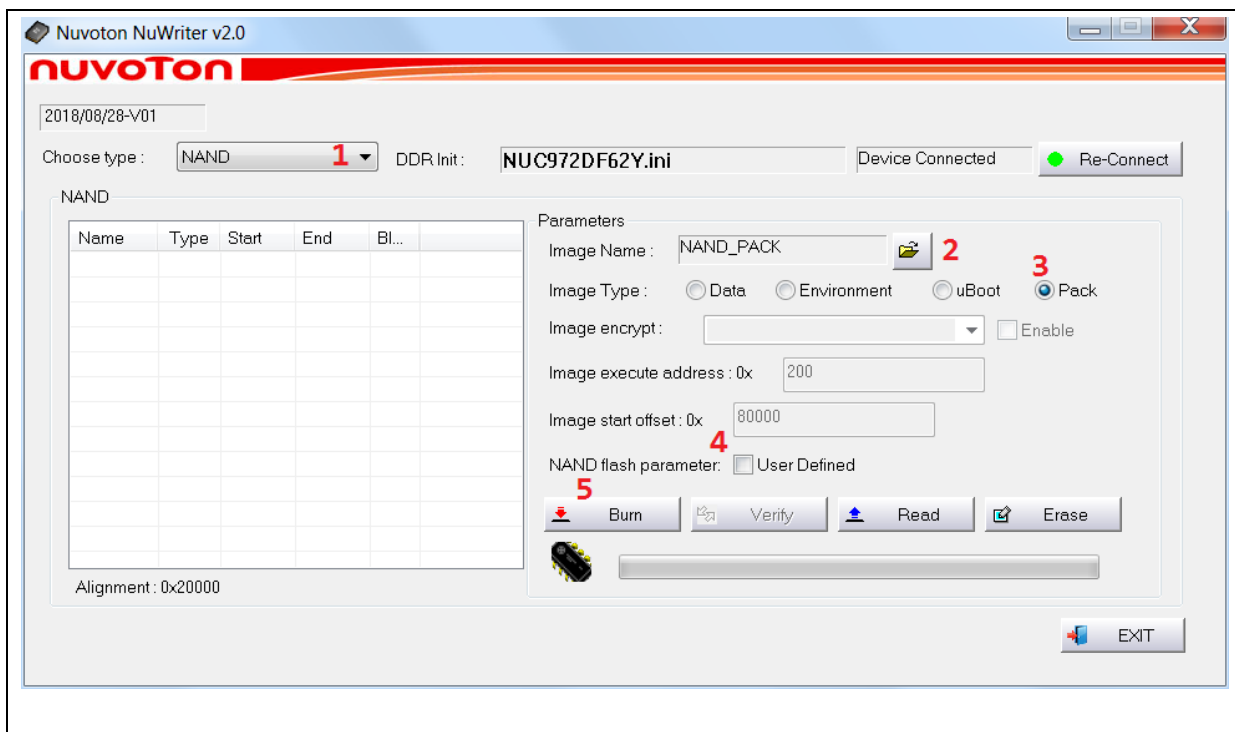 Nuvoton NuWriter v2.0
nuvoTon
2018/08/28-V01
Choose type : NAND 1 DDR Init : NUC972DF62Y.ini Device Connected Re-Connect
NAND
Name Type Start End Bl...
Parameters
Image Name : NAND_PACK 2
3
Image Type : Data Environment uBoot Pack
Image encrypt : Enable
Image execute address : 0x 200
Image start offset : 0x 80000
4
NAND flash parameter: User Defined
5
Burn Verify Read Erase
Alignment : 0x20000
EXIT